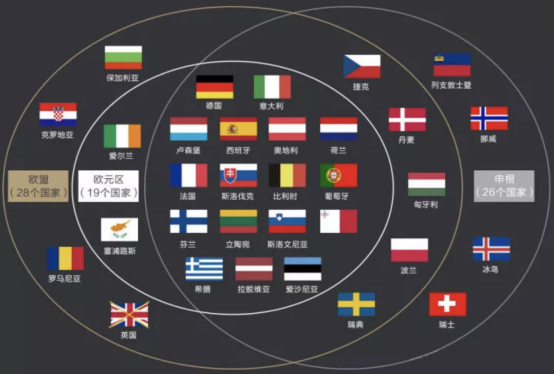 保加利亚
捷克
列支敦士登
德国
意大利
克罗地亚
丹麦
挪威
爱尔兰
卢森堡
西班牙
奥地利
荷兰
欧盟
（28个国家）
欧元区
（19个国家）
法国
斯洛伐克
比利时
葡萄牙
匈牙利
申根
（26个国家）
塞浦路斯
芬兰
立陶宛
斯洛文尼亚
罗马尼亚
希腊
拉脱维亚
爱沙尼亚
波兰
冰岛
英国
瑞典
瑞士